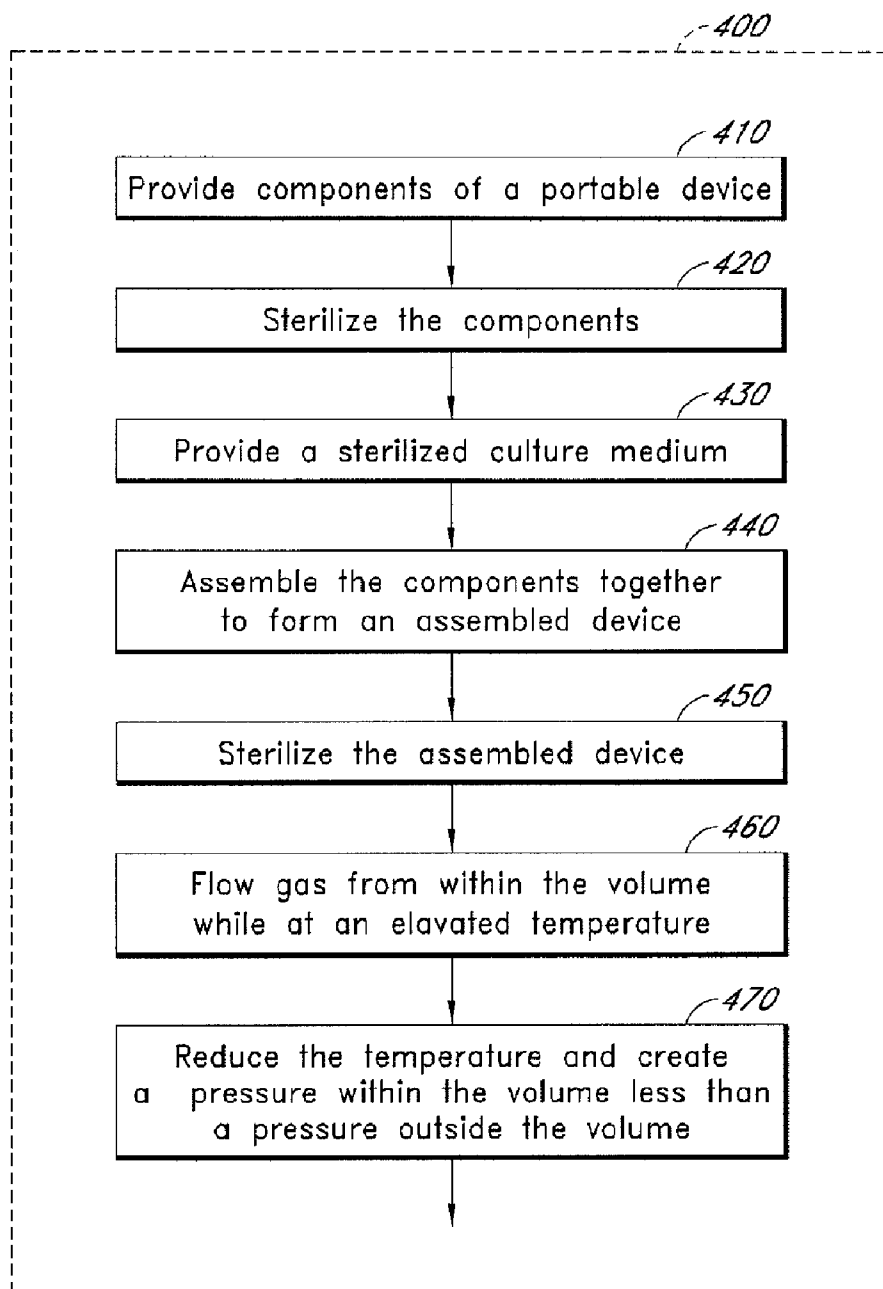 400
410
Provide components of a portable device
420
Sterilize the components
430
Provide a sterilized culture medium
440
Assemble the components together
to form an assembled device
450
Sterilize the assembled device
460
Flow gas from within the volume
while at an elavated temperature
470
Reduce the temperature and create
a pressure within the volume less than
a pressure outside the volume